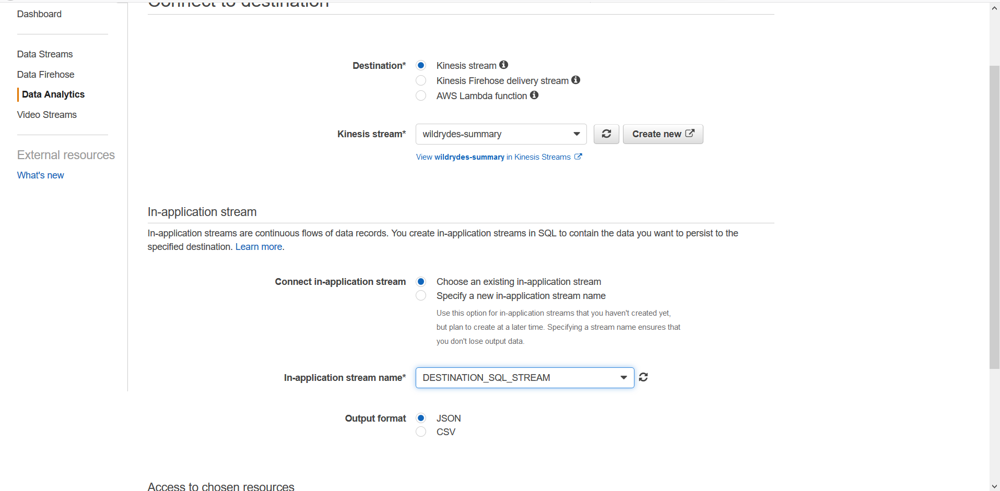 Connect to destination
Dashboard
Data Streams
Data Firehose
Data Analytics
Video Streams
External resources
What's new
Destination*
Kinesis stream
Kinesis Firehose delivery stream
AWS Lambda function
Kinesis stream*
wildrydes-summary
Create new
View wildrydes-summary in Kinesis Streams
In-application stream
In-application streams are continuous flows of data records. You create in-application streams in SQL to contain the data you want to persist to the
specified destination. Learn more.
Connect in-application stream
Choose an existing in-application stream
Specify a new in-application stream name
Use this option for in-application streams that you haven't created yet,
but plan to create at a later time. Specifying a stream name ensures that
you don't lose output data.
In-application stream name*
DESTINATION_SQL_STREAM
Output format
JSON
CSV
Access to chosen resources